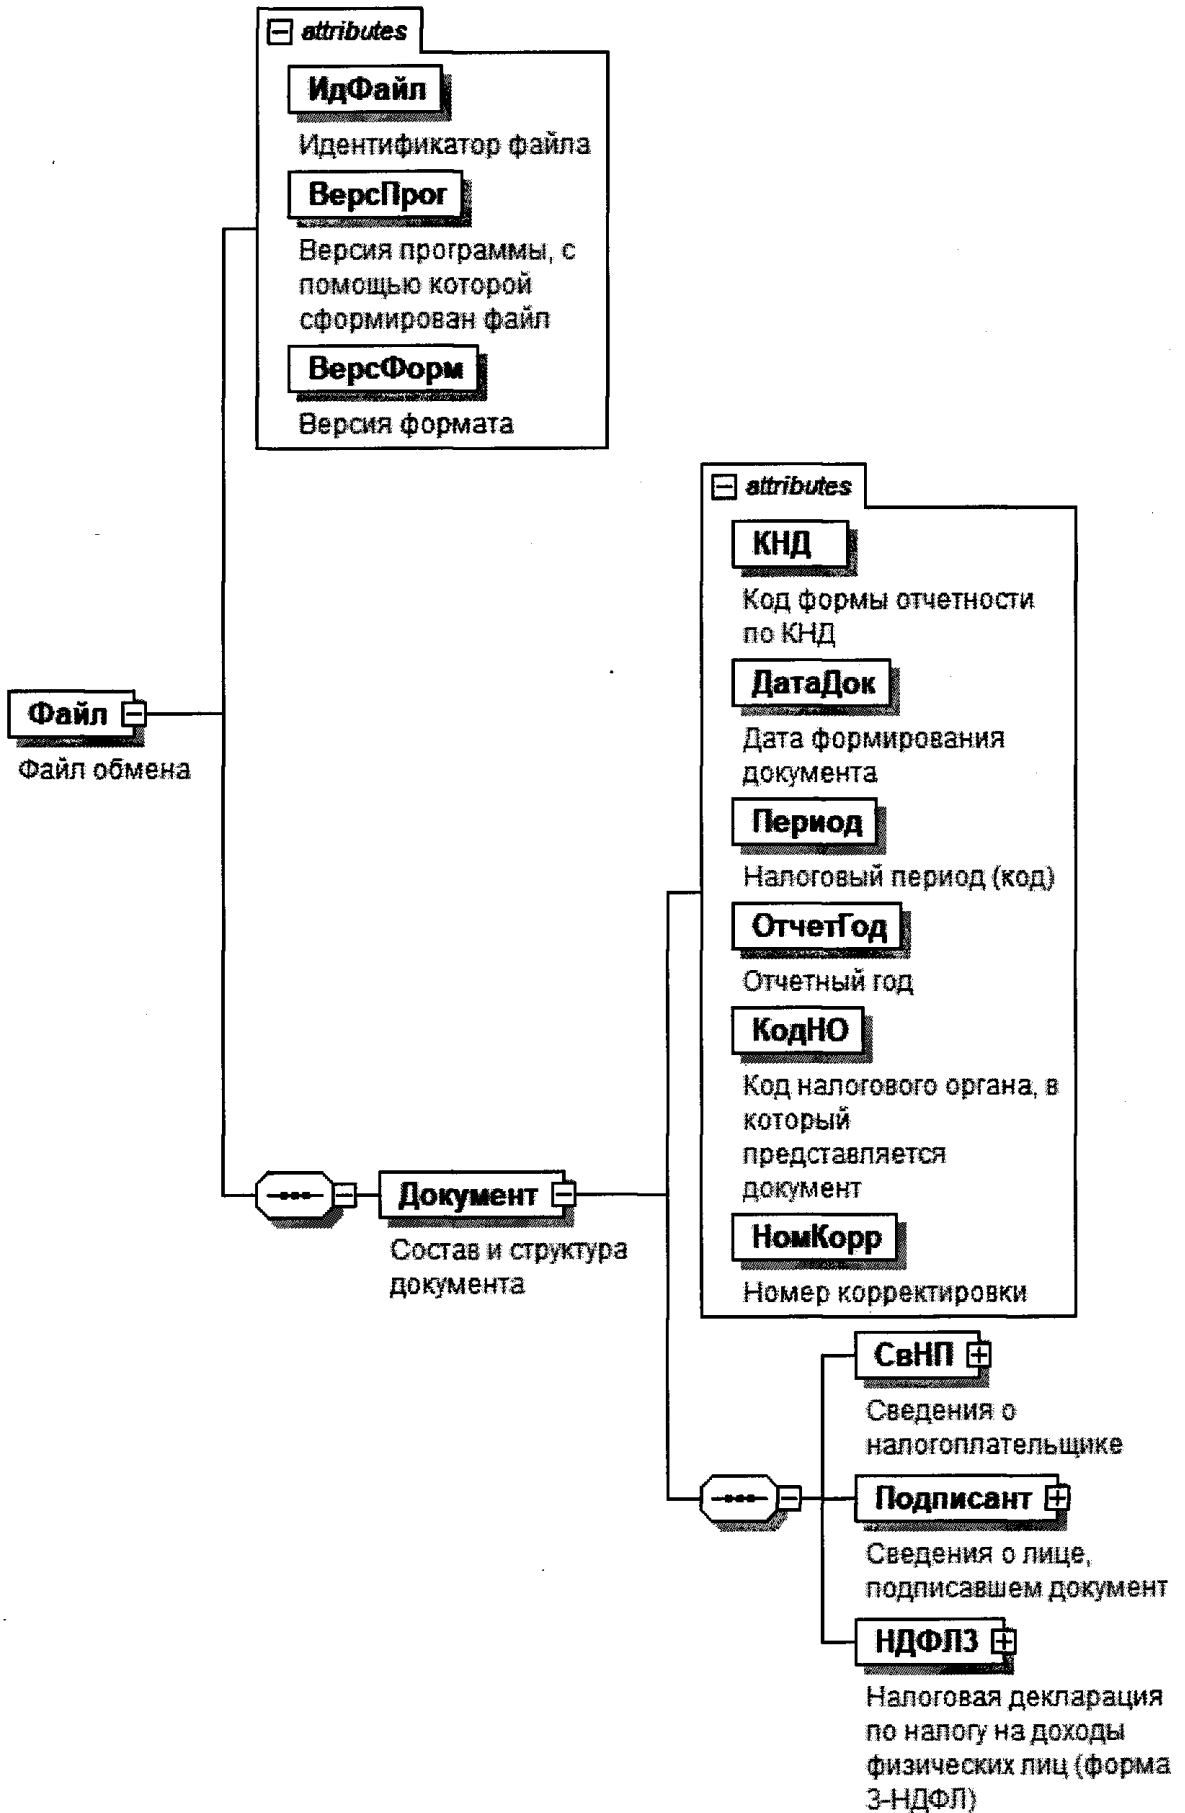 attributes
ИдФайл
Идентификатор файла
ВерсПрог
Версия программы, с
помощью которой
сформирован файл
ВерсФорм
Версия формата
Файл
Файл обмена
Документ
Состав и структура
документа
attributes
КНД
Код формы отчетности
по КНД
ДатаДок
Дата формирования
документа
Период
Налоговый период (код)
ОтчетГод
Отчетный год
КодНО
Код налогового органа, в
который
представляется
документ
НомКорр
Номер корректировки
СвНП
Сведения о
налогоплательщике
Подписант
Сведения о лице,
подписавшем документ
НДФЛ3
Налоговая декларация
по налогу на доходы
физических лиц (форма
3-НДФЛ)